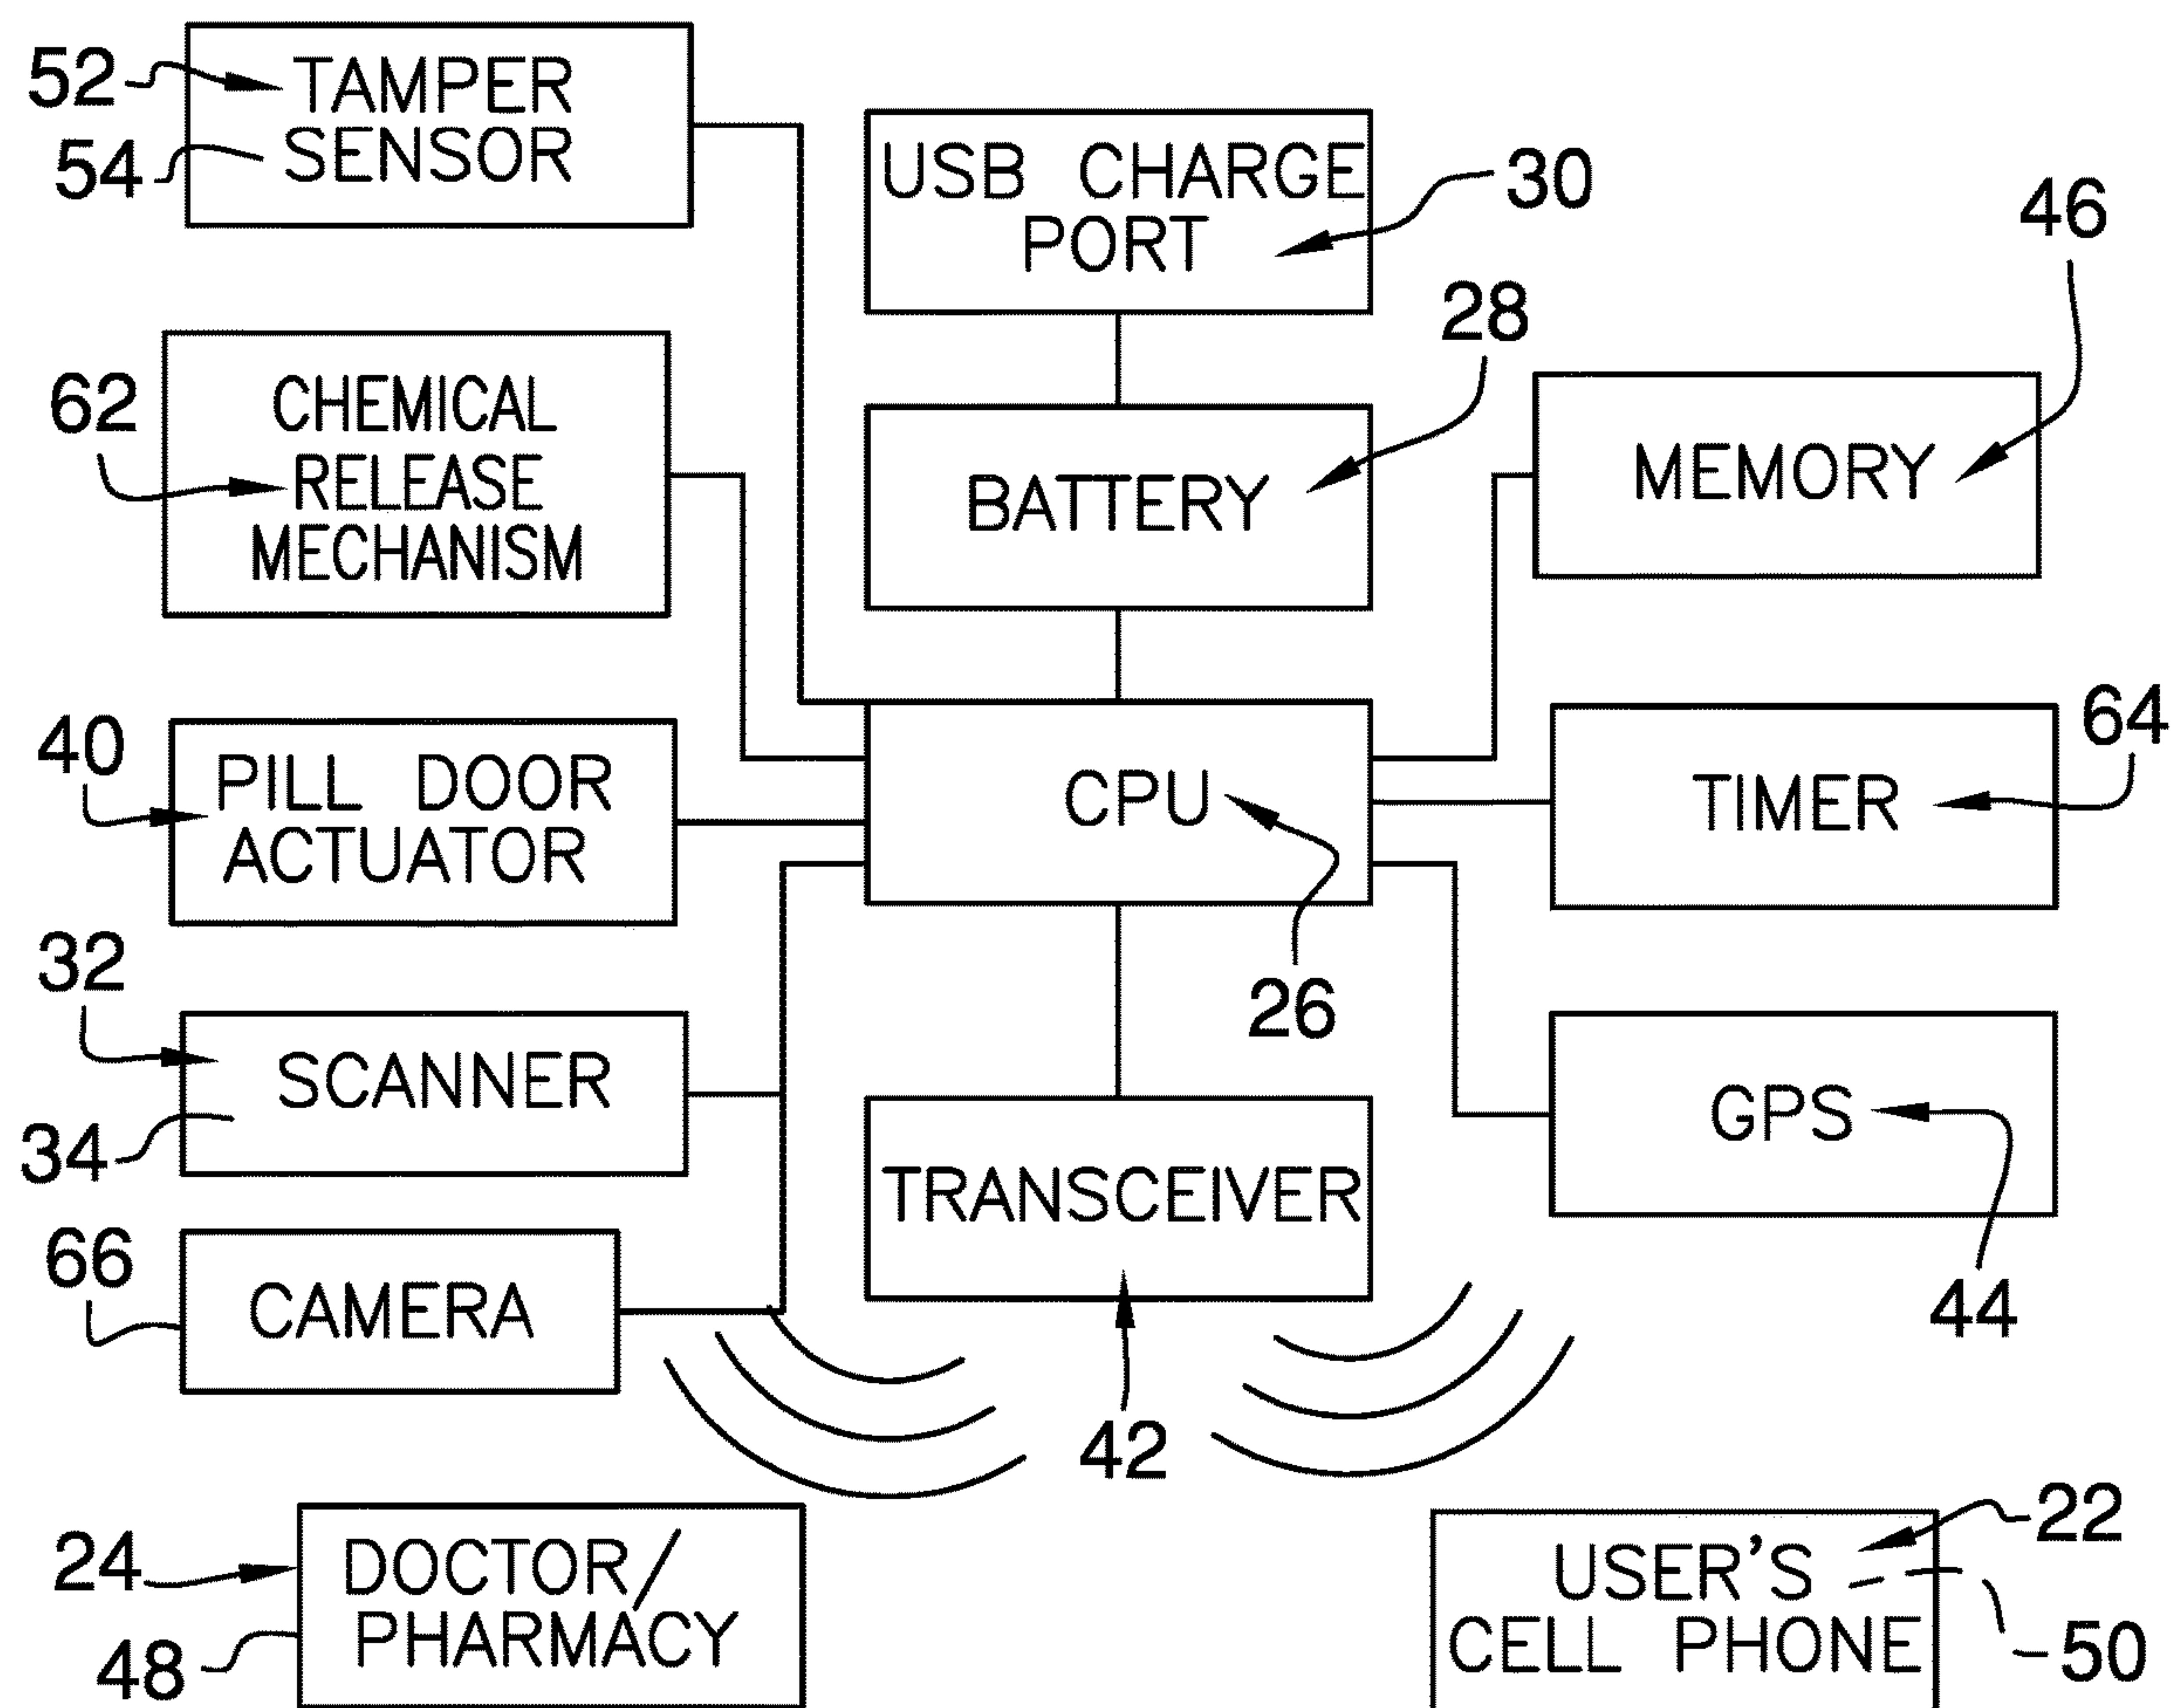 52
TAMPER
SENSOR
54
USB CHARGE
PORT
30
46
28
62
CHEMICAL
RELEASE
MECHANISM
BATTERY
MEMORY
40
PILL DOOR
ACTUATOR
CPU
TIMER
64
32
26
SCANNER
34
GPS
TRANSCEIVER
66
CAMERA
44
42
24
DOCTOR/
PHARMACY
48
22
USER'S
CELL PHONE
50